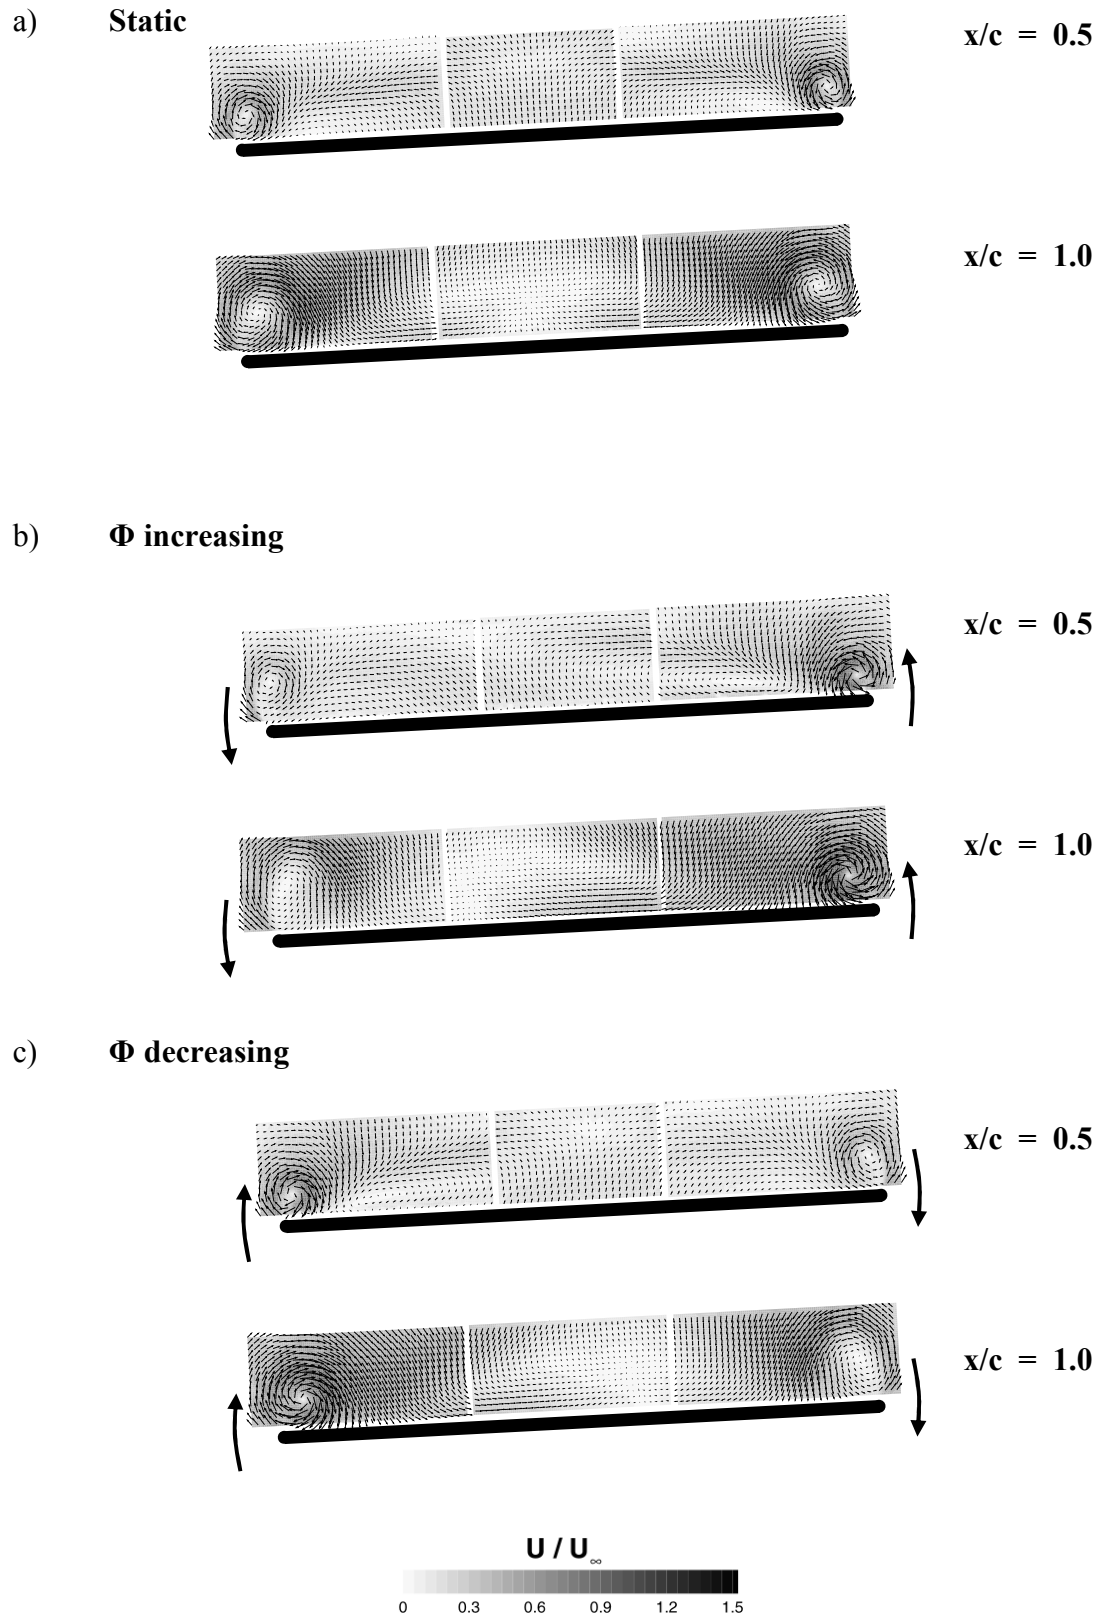 a) Static
x/c = 0.5
x/c = 1.0
b) Φ increasing
x/c = 0.5
x/c = 1.0
c) Φ decreasing
x/c = 0.5
x/c = 1.0
U / U∞
0 0.3 0.6 0.9 1.2 1.5